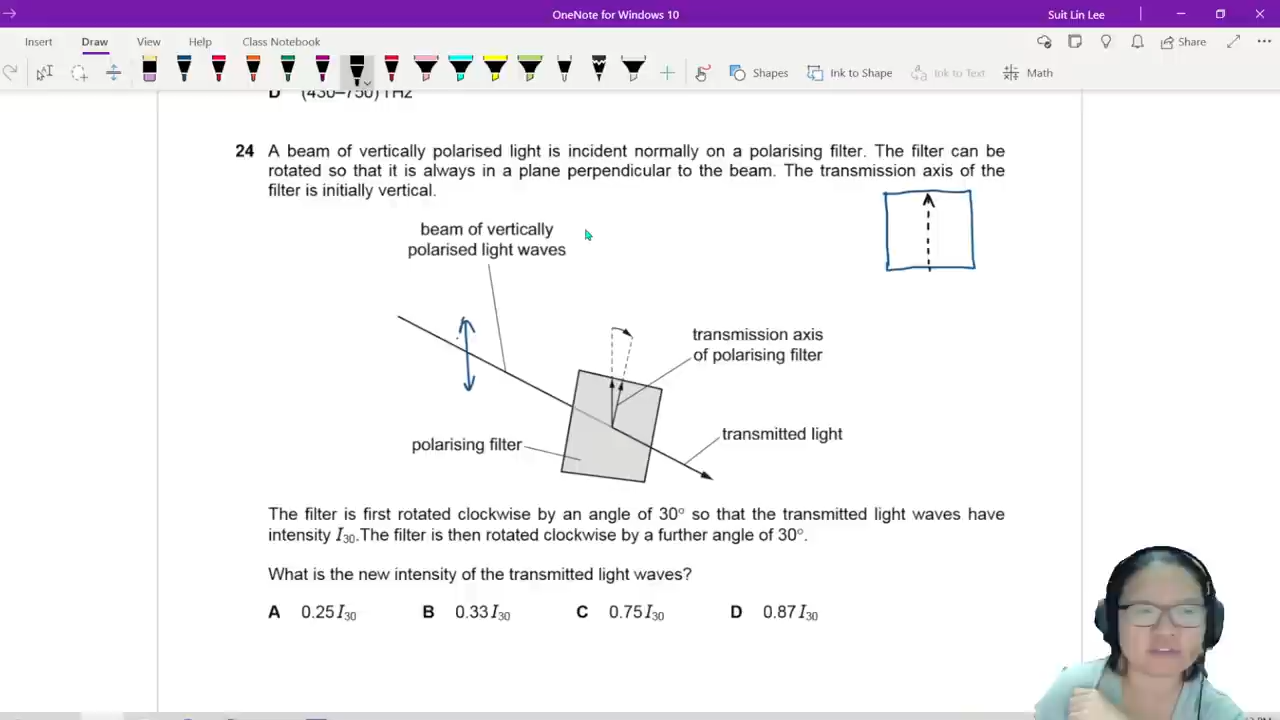 OneNote for Windows 10
Suit Lin Lee
Insert
Draw
View
Help
Class Notebook
Shapes
Ink to Shape
Ink to Text
Math
Share
D (430–750) THz
24 A beam of vertically polarised light is incident normally on a polarising filter. The filter can be
rotated so that it is always in a plane perpendicular to the beam. The transmission axis of the
filter is initially vertical.
beam of vertically
polarised light waves
transmission axis
of polarising filter
polarising filter
transmitted light
The filter is first rotated clockwise by an angle of 30° so that the transmitted light waves have
intensity I₃₀.The filter is then rotated clockwise by a further angle of 30°.
What is the new intensity of the transmitted light waves?
A 0.25I₃₀ B 0.33I₃₀ C 0.75I₃₀ D 0.87I₃₀